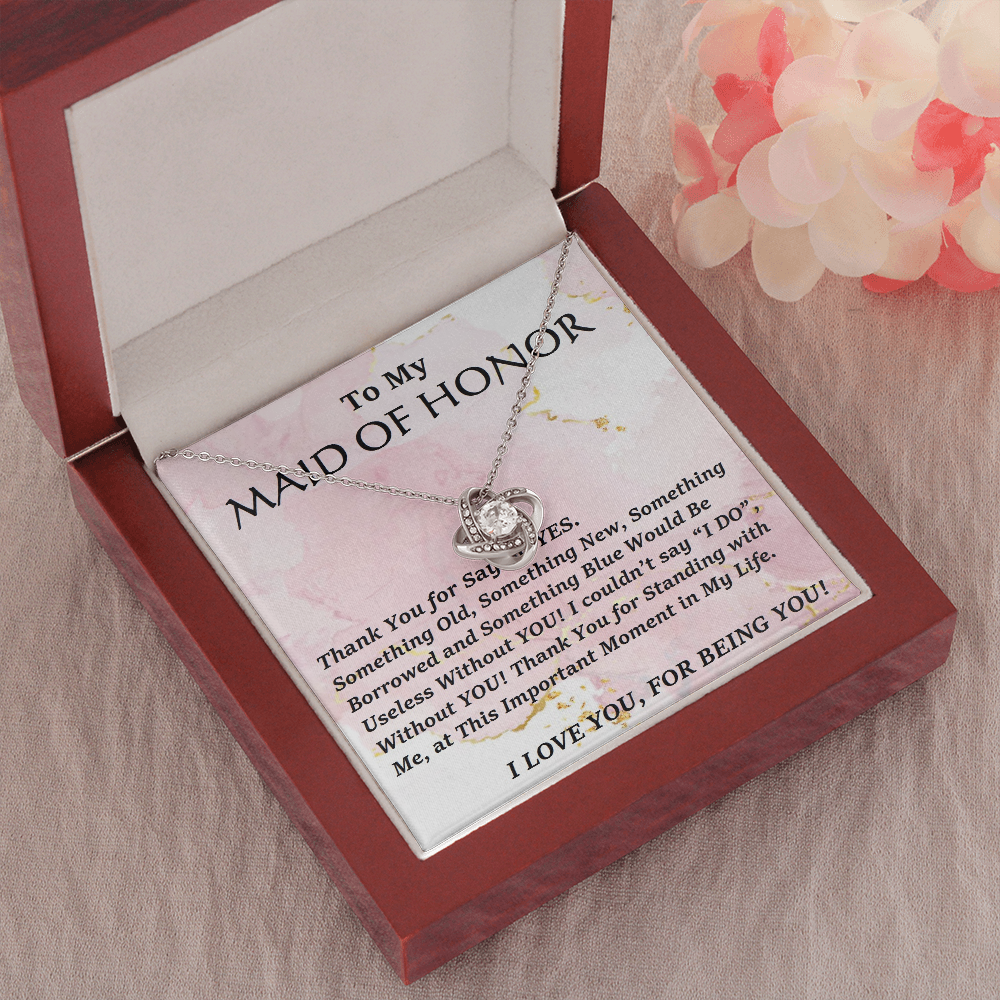 To My
MAID OF HONOR
Thank You for Say YES.
Something Old, Something New, Something
Borrowed and Something Blue Would Be
Useless Without YOU! I couldn't say “I DO” ,
Without YOU! Thank You for Standing with
Me, at This Important Moment in My Life.
I LOVE YOU, FOR BEING YOU!